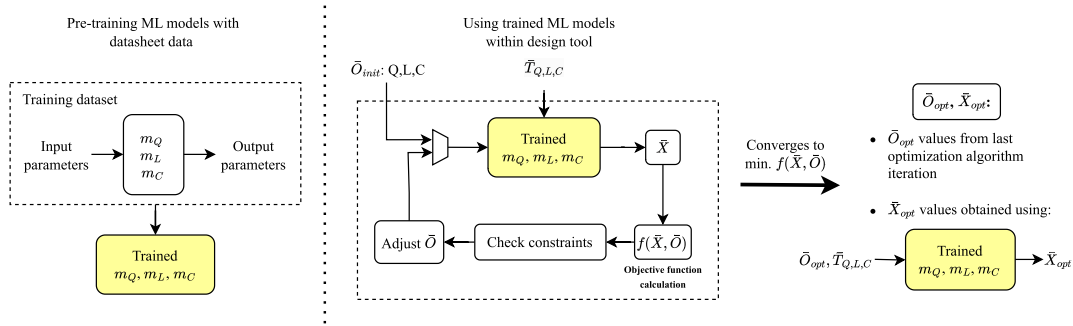 Pre-training ML models with
datasheet data
Training dataset
Input
parameters
m_Q
m_L
m_C
Output
parameters
Trained
m_Q, m_L, m_C
Using trained ML models
within design tool
Ō_init: Q,L,C
T̄_Q,L,C
Trained
m_Q, m_L, m_C
X̄
f(X̄, Ō)
Objective function
calculation
Check constraints
Adjust Ō
Converges to
min. f(X̄, Ō)
Ō_opt, X̄_opt:
• Ō_opt values from last
optimization algorithm
iteration
• X̄_opt values obtained using:
Ō_opt, T̄_Q,L,C
Trained
m_Q, m_L, m_C
X̄_opt